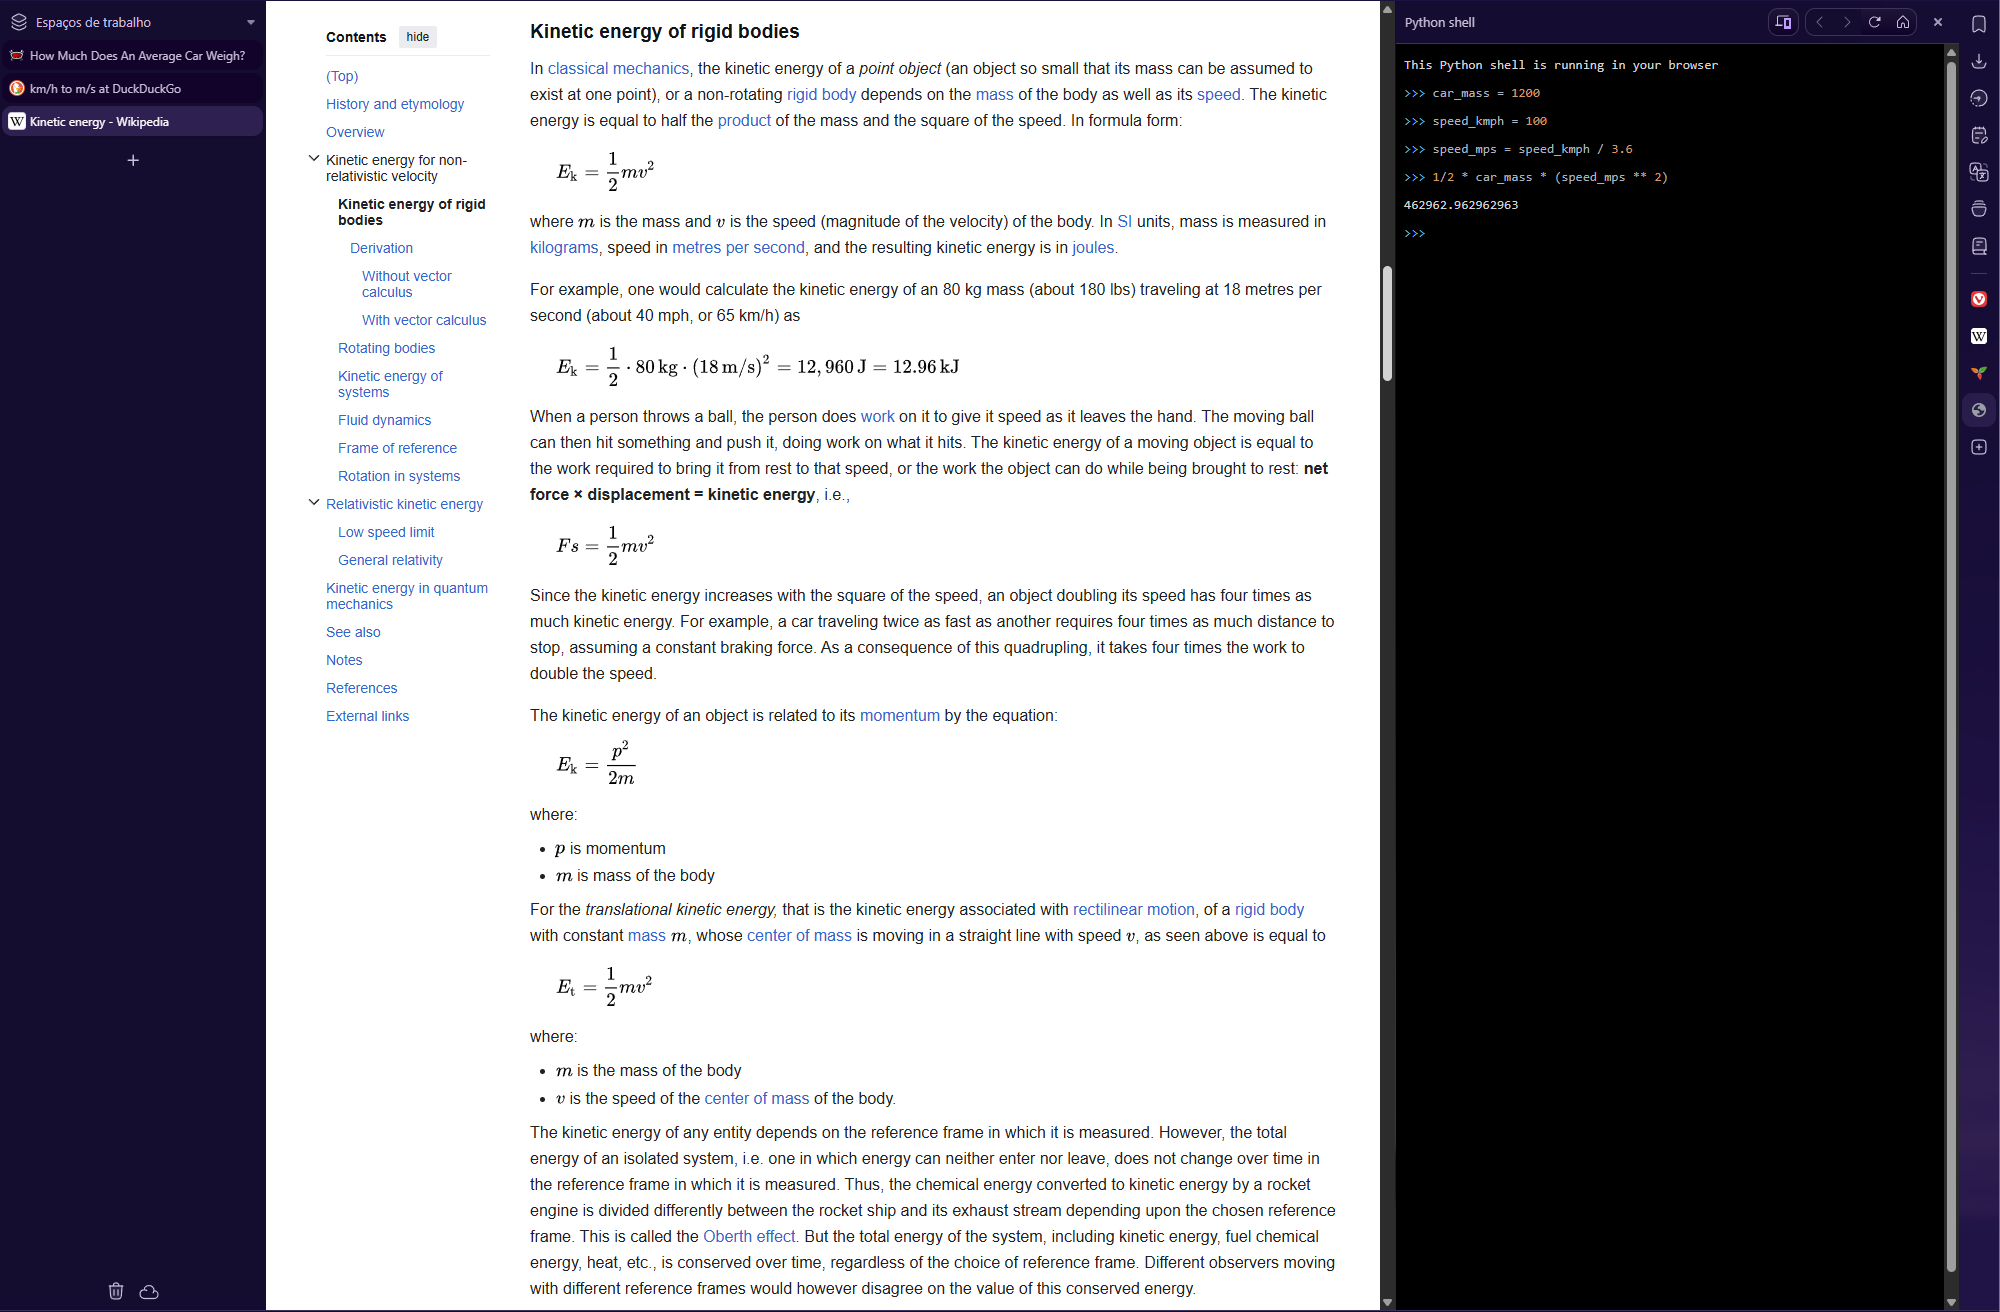 Espaços de trabalho
How Much Does An Average Car Weigh?
km/h to m/s at DuckDuckGo
Kinetic energy - Wikipedia
Contents hide
(Top)
History and etymology
Overview
Kinetic energy for non-
relativistic velocity
Kinetic energy of rigid
bodies
Derivation
Without vector
calculus
With vector calculus
Rotating bodies
Kinetic energy of
systems
Fluid dynamics
Frame of reference
Rotation in systems
Relativistic kinetic energy
Low speed limit
General relativity
Kinetic energy in quantum
mechanics
See also
Notes
References
External links
Kinetic energy of rigid bodies
In classical mechanics, the kinetic energy of a point object (an object so small that its mass can be assumed to
exist at one point), or a non-rotating rigid body depends on the mass of the body as well as its speed. The kinetic
energy is equal to half the product of the mass and the square of the speed. In formula form:
E_k = 1/2 mv²
where m is the mass and v is the speed (magnitude of the velocity) of the body. In SI units, mass is measured in
kilograms, speed in metres per second, and the resulting kinetic energy is in joules.
For example, one would calculate the kinetic energy of an 80 kg mass (about 180 lbs) traveling at 18 metres per
second (about 40 mph, or 65 km/h) as
E_k = 1/2 · 80 kg · (18 m/s)² = 12,960 J = 12.96 kJ
When a person throws a ball, the person does work on it to give it speed as it leaves the hand. The moving ball
can then hit something and push it, doing work on what it hits. The kinetic energy of a moving object is equal to
the work required to bring it from rest to that speed, or the work the object can do while being brought to rest: net
force × displacement = kinetic energy, i.e.,
Fs = 1/2 mv²
Since the kinetic energy increases with the square of the speed, an object doubling its speed has four times as
much kinetic energy. For example, a car traveling twice as fast as another requires four times as much distance to
stop, assuming a constant braking force. As a consequence of this quadrupling, it takes four times the work to
double the speed.
The kinetic energy of an object is related to its momentum by the equation:
E_k = p²/2m
where:
• p is momentum
• m is mass of the body
For the translational kinetic energy, that is the kinetic energy associated with rectilinear motion, of a rigid body
with constant mass m, whose center of mass is moving in a straight line with speed v, as seen above is equal to
E_t = 1/2 mv²
where:
• m is the mass of the body
• v is the speed of the center of mass of the body.
The kinetic energy of any entity depends on the reference frame in which it is measured. However, the total
energy of an isolated system, i.e. one in which energy can neither enter nor leave, does not change over time in
the reference frame in which it is measured. Thus, the chemical energy converted to kinetic energy by a rocket
engine is divided differently between the rocket ship and its exhaust stream depending upon the chosen reference
frame. This is called the Oberth effect. But the total energy of the system, including kinetic energy, fuel chemical
energy, heat, etc., is conserved over time, regardless of the choice of reference frame. Different observers moving
with different reference frames would however disagree on the value of this conserved energy.
Python shell
This Python shell is running in your browser
>>> car_mass = 1200
>>> speed_kmph = 100
>>> speed_mps = speed_kmph / 3.6
>>> 1/2 * car_mass * (speed_mps ** 2)
462962.962962963
>>>